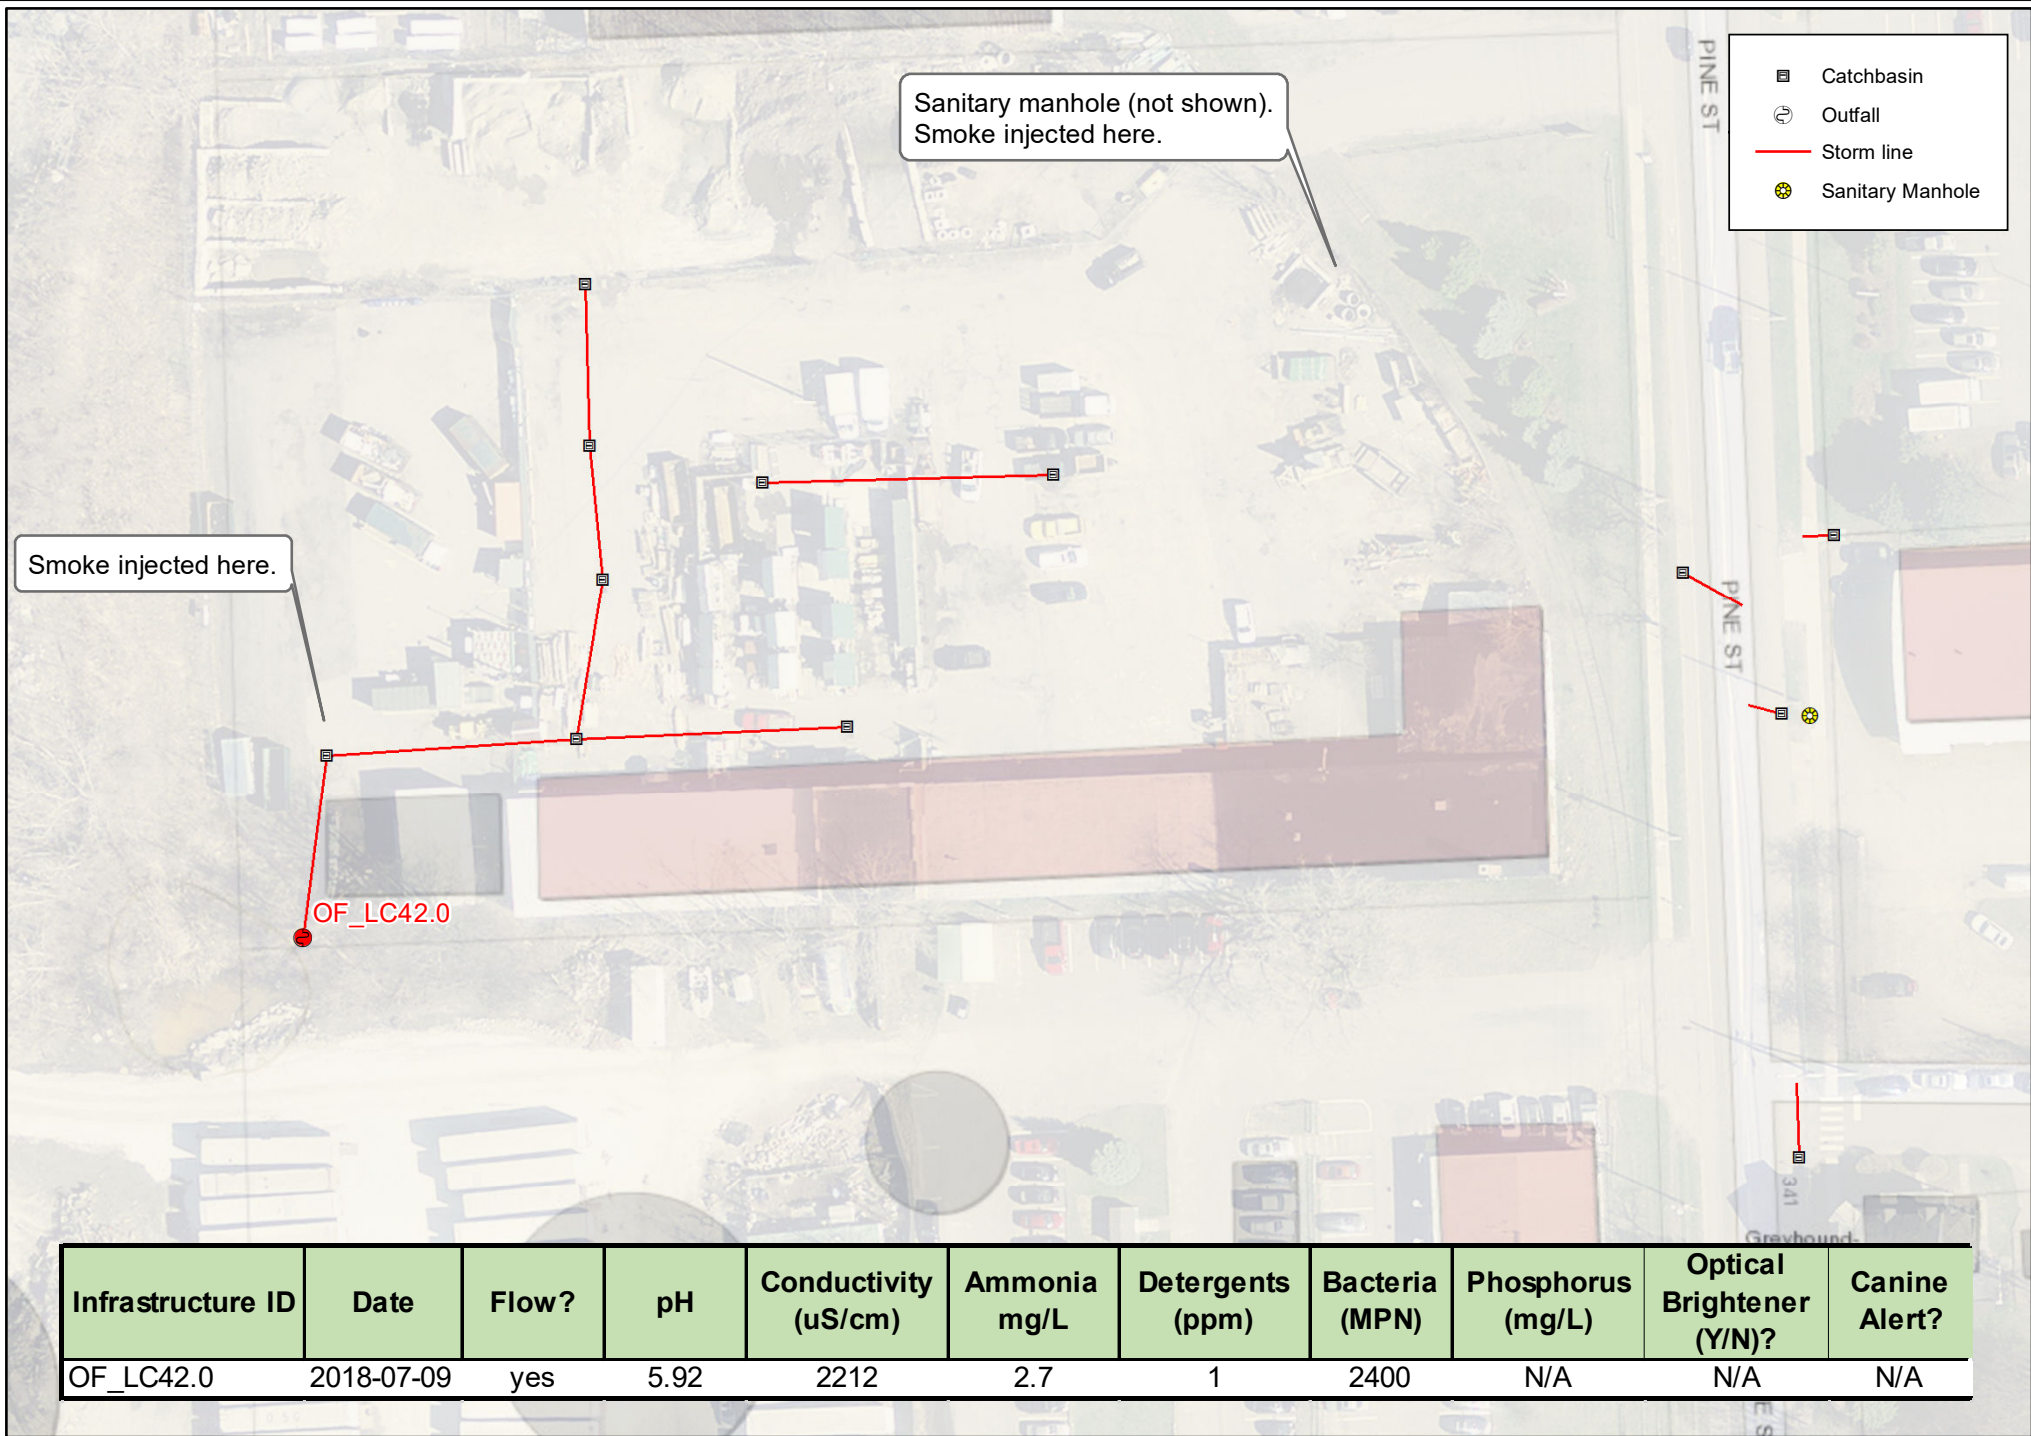 PINE ST
Catchbasin
Outfall
Storm line
Sanitary Manhole
Sanitary manhole (not shown).
Smoke injected here.
Smoke injected here.
PINE ST
OF_LC42.0
341
Greyhound-
Infrastructure ID Date Flow? pH Conductivity (uS/cm) Ammonia mg/L Detergents (ppm) Bacteria (MPN) Phosphorus (mg/L) Optical Brightener (Y/N)? Canine Alert?
OF_LC42.0 2018-07-09 yes 5.92 2212 2.7 1 2400 N/A N/A N/A